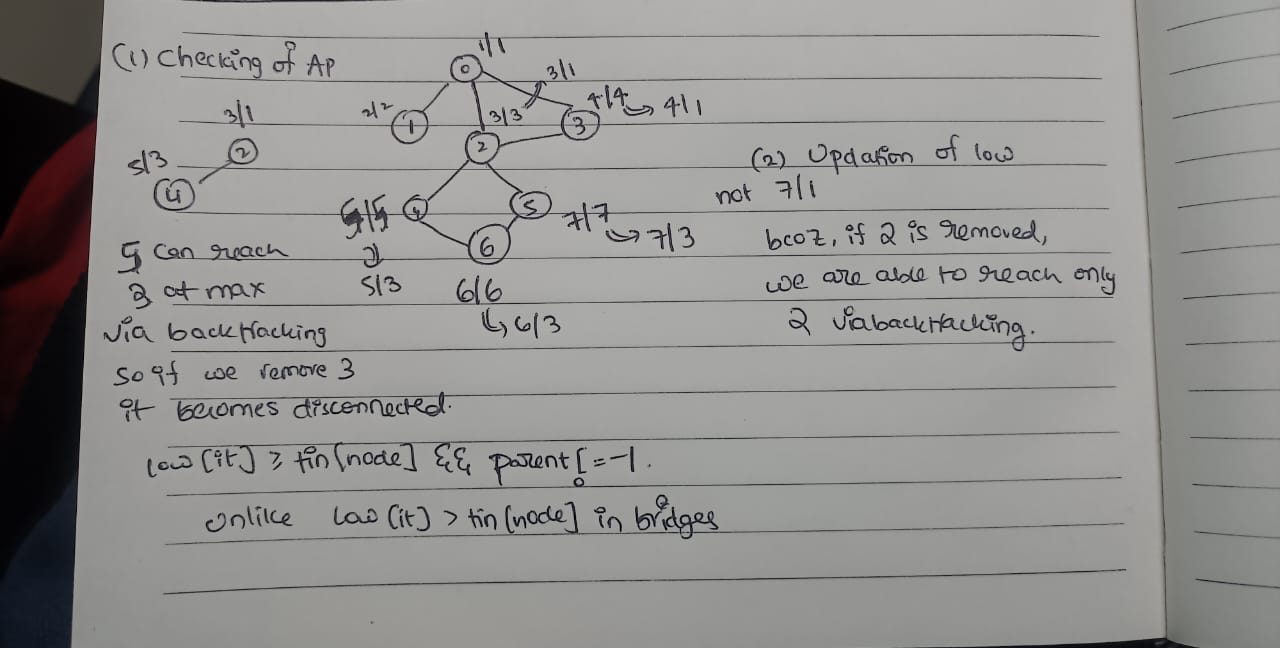 (1) Checking of AP
1/1
0
3/1
2/2
1
3/3
3
4/4 → 4/1
2
3/1
2
5/3
4
4
5
6
5/5
5/3
6/6
↳ 6/3
7/7
↳ 7/3
5 can reach
3 at max
via backtracking
so if we remove 3
it becomes disconnected.
(2) Updation of low
not 7/1
bcoz, if 2 is removed,
we are able to reach only
2 via backtracking.
low[it] ≥ tin[node] && parent != -1.
Unlike low[it] > tin[node] in bridges